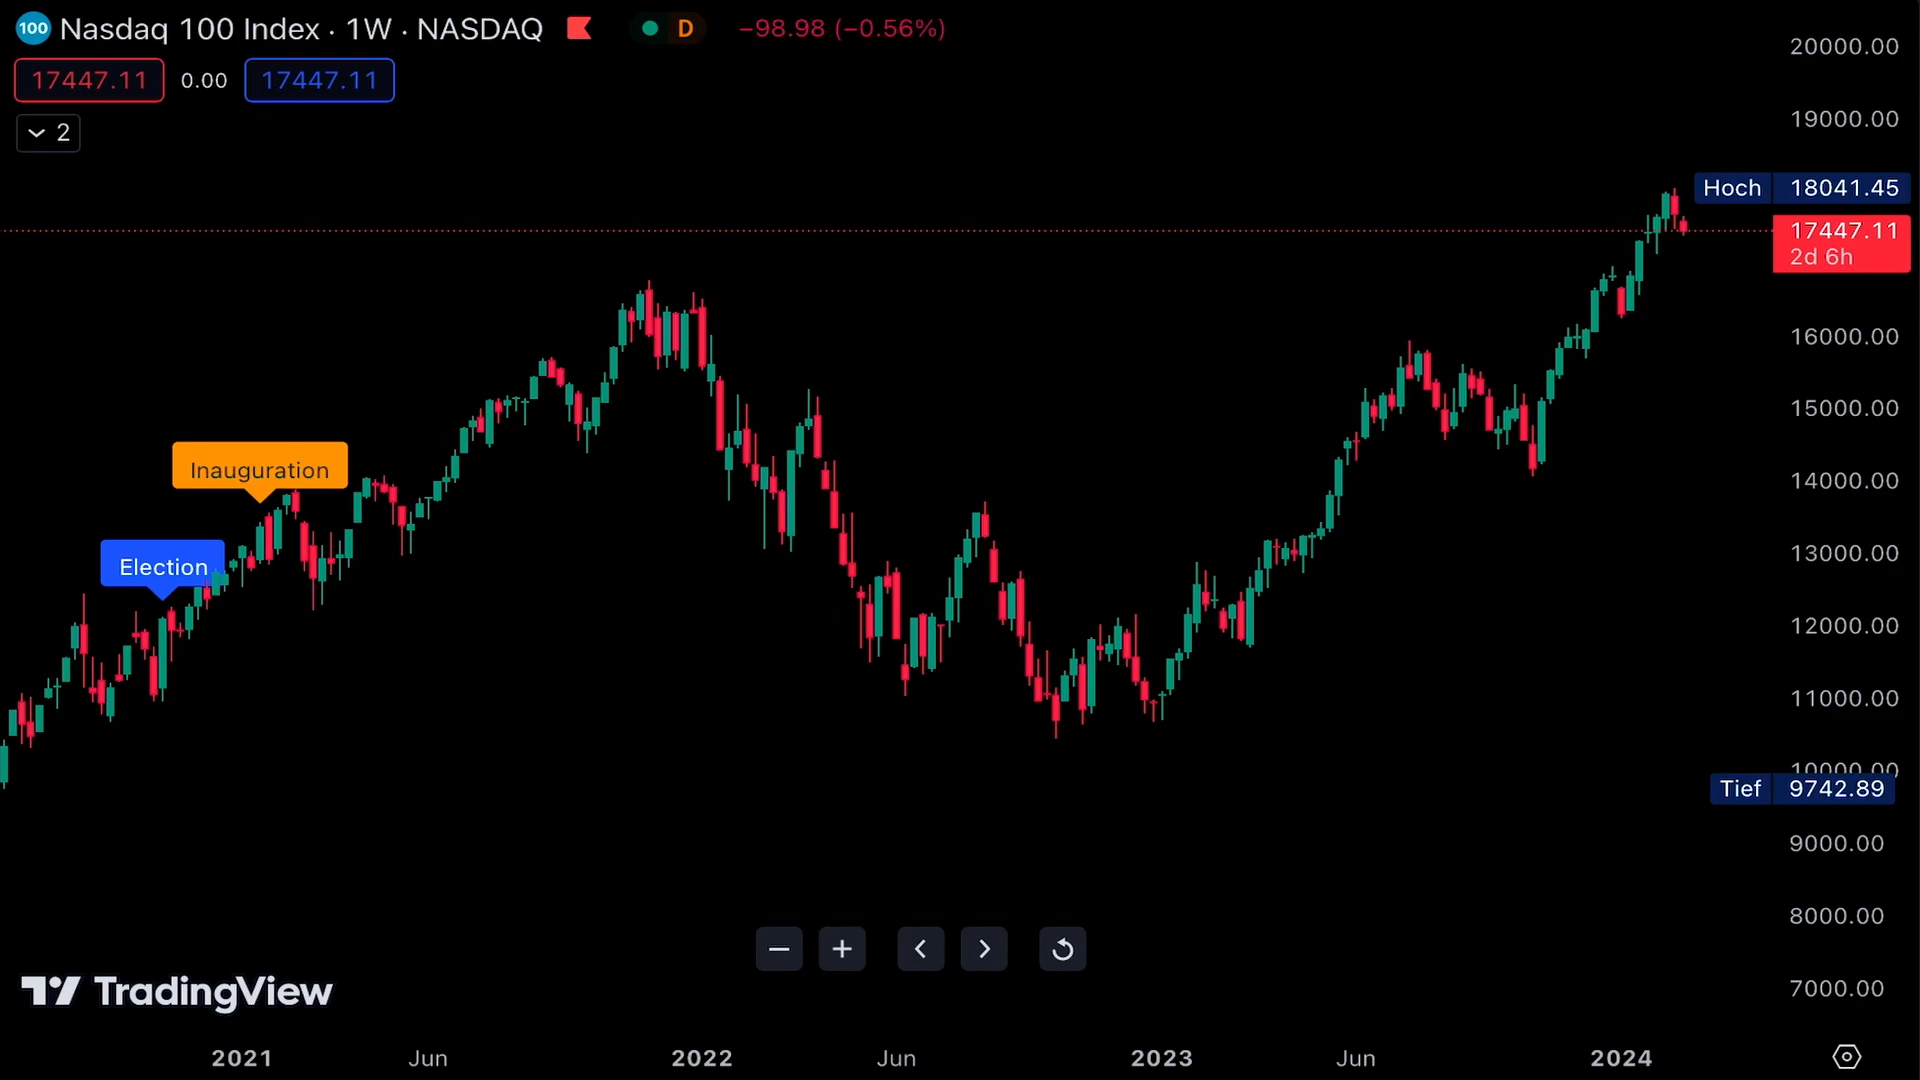 100 Nasdaq 100 Index · 1W · NASDAQ D −98.98 (−0.56%)
17447.11 0.00 17447.11
2
20000.00
19000.00
Hoch 18041.45
17447.11
2d 6h
16000.00
15000.00
14000.00
13000.00
12000.00
11000.00
10000.00
Tief 9742.89
9000.00
8000.00
7000.00
Inauguration
Election
TradingView
2021 Jun 2022 Jun 2023 Jun 2024